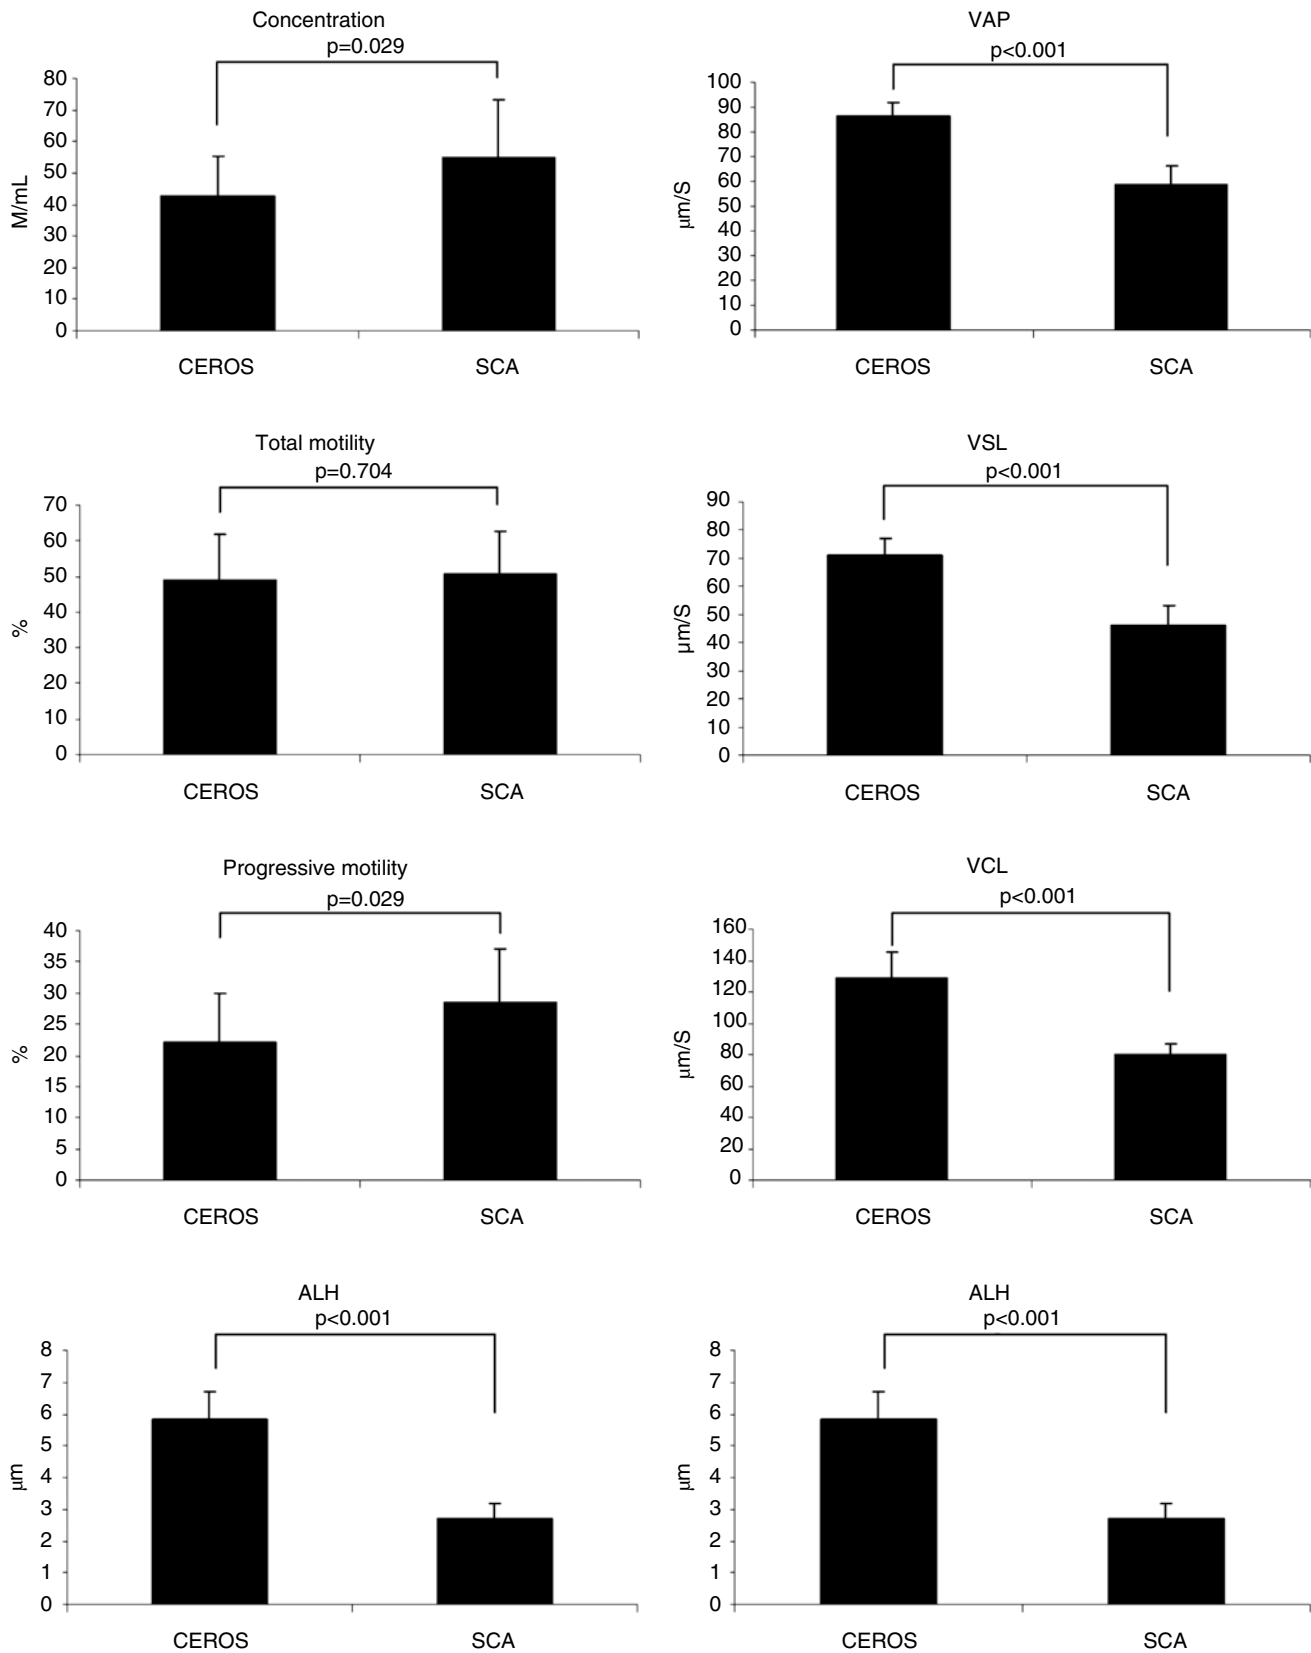 Concentration
p=0.029
80
70
60
50
40
30
20
10
0
M/mL
CEROS
SCA
VAP
p<0.001
100
90
80
70
60
50
40
30
20
10
0
μm/S
CEROS
SCA
Total motility
p=0.704
70
60
50
40
30
20
10
0
%
CEROS
SCA
VSL
p<0.001
90
80
70
60
50
40
30
20
10
0
μm/S
CEROS
SCA
Progressive motility
p=0.029
40
35
30
25
20
15
10
5
0
%
CEROS
SCA
VCL
p<0.001
160
140
120
100
80
60
40
20
0
μm/S
CEROS
SCA
ALH
p<0.001
8
7
6
5
4
3
2
1
0
μm
CEROS
SCA
ALH
p<0.001
8
7
6
5
4
3
2
1
0
μm
CEROS
SCA